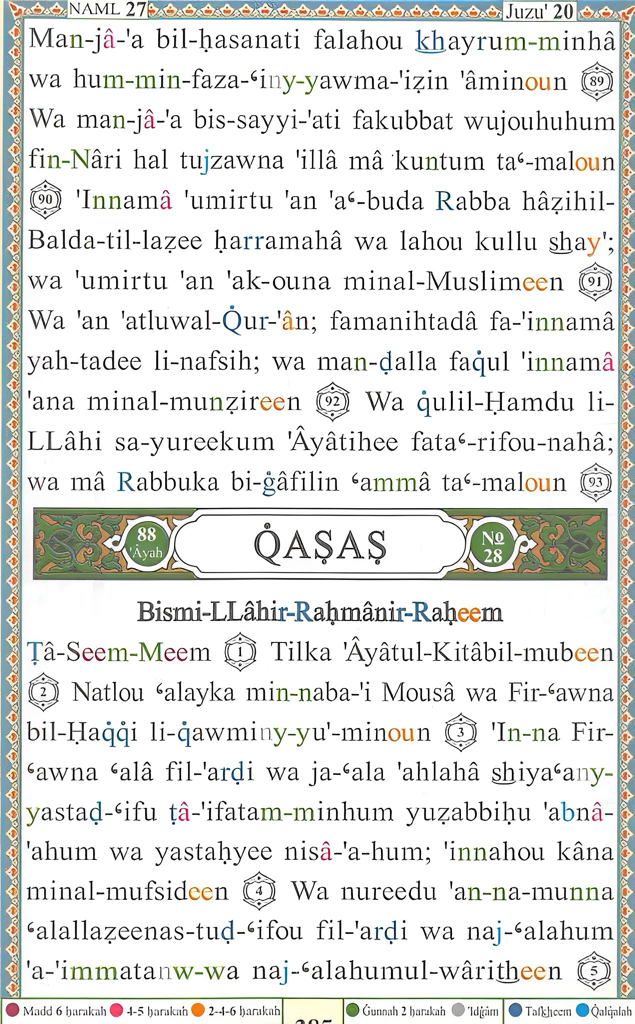 NAML 27
Juzu' 20
Man-jâ-'a bil-ḥasanati falahou khayrum-minhâ
wa hum-min-faza-ʿiny-yawma-'iẓin 'âminoun 89
Wa man-jâ-'a bis-sayyi-'ati fakubbat wujouhuhum
fin-Nâri hal tujzawna 'illâ mâ kuntum taʿ-maloun
90 'Innamâ 'umirtu 'an 'aʿ-buda Rabba hâẓihil-
Balda-til-laẓee ḥarramahâ wa lahou kullu shay';
wa 'umirtu 'an 'ak-ouna minal-Muslimeen 91
Wa 'an 'atluwal-Q̇ur-'ân; famanihtadâ fa-'innamâ
yah-tadee li-nafsih; wa man-ḍalla faq̇ul 'innamâ
'ana minal-munẓireen 92 Wa q̇ulil-Ḥamdu li-
LLâhi sa-yureekum 'Âyâtihee fataʿ-rifou-nahâ;
wa mâ Rabbuka bi-ġâfilin ʿammâ taʿ-maloun 93
88 'Âyah
Q̇AṢAṢ
No 28
Bismi-LLâhir-Raḥmânir-Raḥeem
Ṭâ-Seem-Meem 1 Tilka 'Âyâtul-Kitâbil-mubeen
2 Natlou ʿalayka min-naba-'i Mousâ wa Fir-ʿawna
bil-Ḥaq̇q̇i li-q̇awminy-yu'-minoun 3 'In-na Fir-
ʿawna ʿalâ fil-'arḍi wa ja-ʿala 'ahlahâ shiyaʿany-
yastaḍ-ʿifu ṭâ-'ifatam-minhum yuẓabbiḥu 'abnâ-
'ahum wa yastaḥyee nisâ-'a-hum; 'innahou kâna
minal-mufsideen 4 Wa nureedu 'an-na-munna
ʿalallaẓeenas-tuḍ-ʿifou fil-'arḍi wa naj-ʿalahum
'a-'immatanw-wa naj-ʿalahumul-wâritheen 5
Madd 6 ḥarakah 4-5 ḥarakah 2-4-6 ḥarakah
385
Ġunnah 2 ḥarakah 'Idġâm Tafkheem Q̇alq̇alah